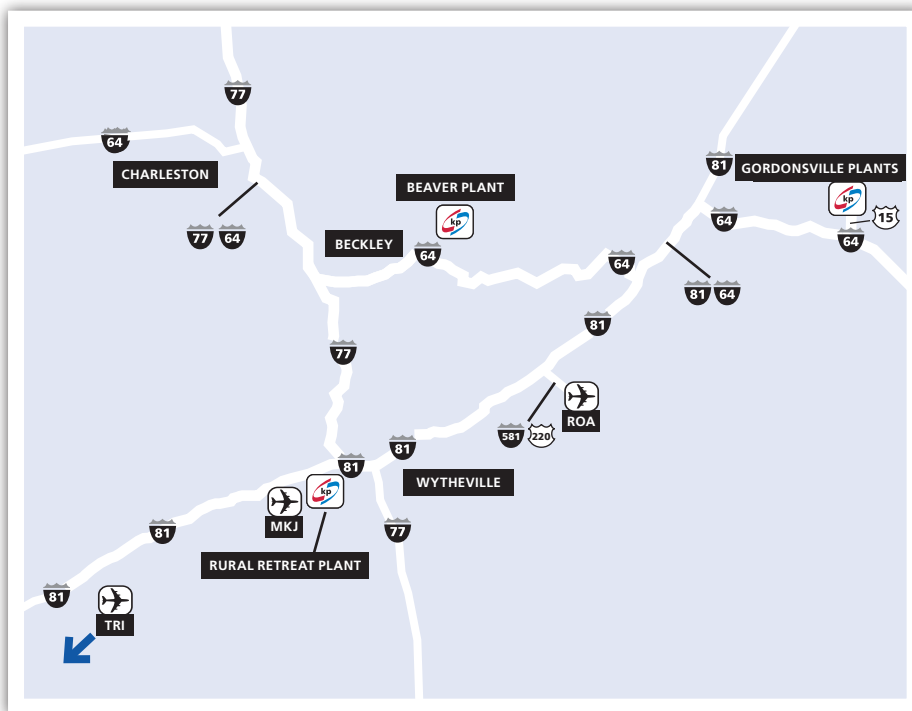 77
64
81
CHARLESTON
GORDONSVILLE PLANTS
BEAVER PLANT
kp
kp
15
64
77 64
BECKLEY
64
64
64
81 64
81
77
ROA
581 220
81
81
WYTHEVILLE
kp
MKJ
81
77
RURAL RETREAT PLANT
81
TRI